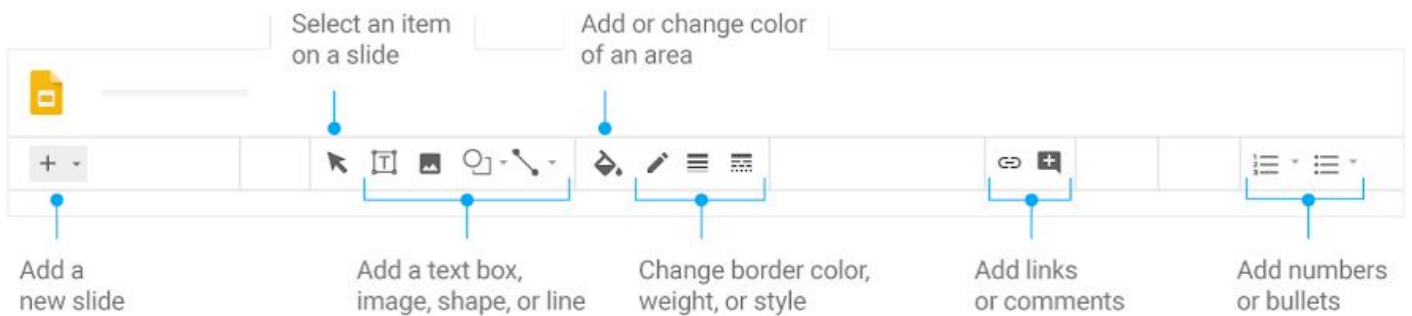 Select an item
on a slide
Add or change color
of an area
Add a
new slide
Add a text box,
image, shape, or line
Change border color,
weight, or style
Add links
or comments
Add numbers
or bullets